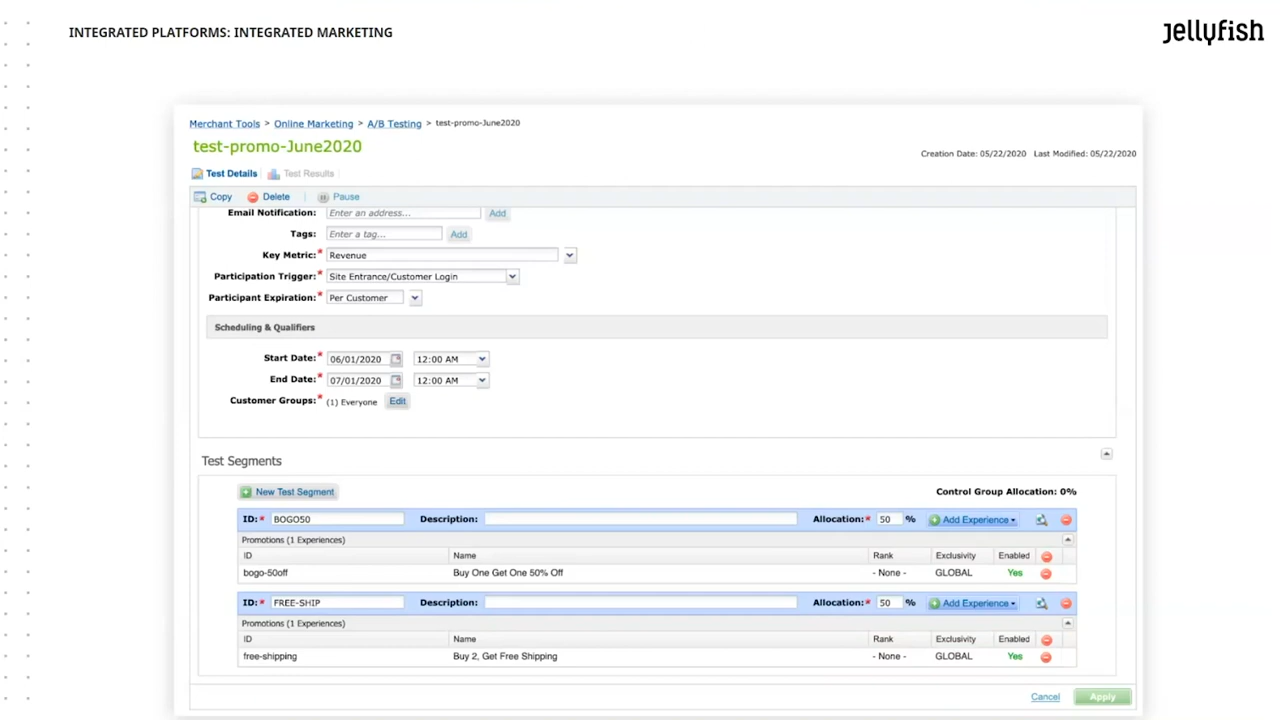 INTEGRATED PLATFORMS: INTEGRATED MARKETING
jellyfish
Merchant Tools > Online Marketing > A/B Testing > test-promo-June2020
test-promo-June2020
Creation Date: 05/22/2020 Last Modified: 05/22/2020
Test Details Test Results
Copy Delete Pause
Email Notification: Enter an address... Add
Tags: Enter a tag... Add
Key Metric:* Revenue
Participation Trigger:* Site Entrance/Customer Login
Participant Expiration:* Per Customer
Scheduling & Qualifiers
Start Date:* 06/01/2020 12:00 AM
End Date:* 07/01/2020 12:00 AM
Customer Groups:* (1) Everyone Edit
Test Segments
New Test Segment Control Group Allocation: 0%
ID:* BOGO50 Description: Allocation:* 50 % Add Experience
Promotions (1 Experiences)
ID Name Rank Exclusivity Enabled
bogo-50off Buy One Get One 50% Off - None - GLOBAL Yes
ID:* FREE-SHIP Description: Allocation:* 50 % Add Experience
Promotions (1 Experiences)
ID Name Rank Exclusivity Enabled
free-shipping Buy 2, Get Free Shipping - None - GLOBAL Yes
Cancel Apply